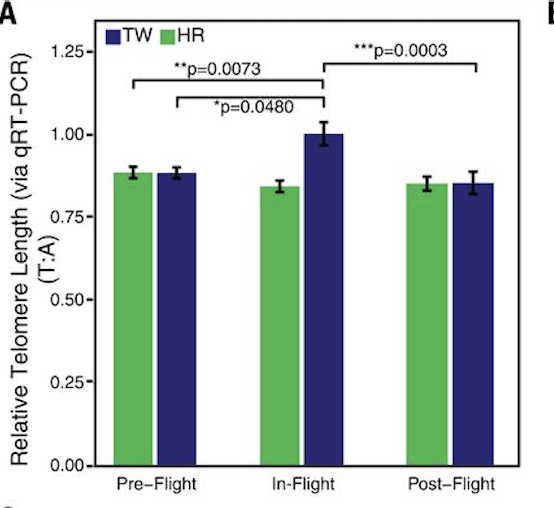 A
TW HR
Relative Telomere Length (via qRT-PCR)
(T:A)
1.25
1.00
0.75
0.50
0.25
0.00
***p=0.0003
**p=0.0073
*p=0.0480
Pre–Flight In-Flight Post–Flight